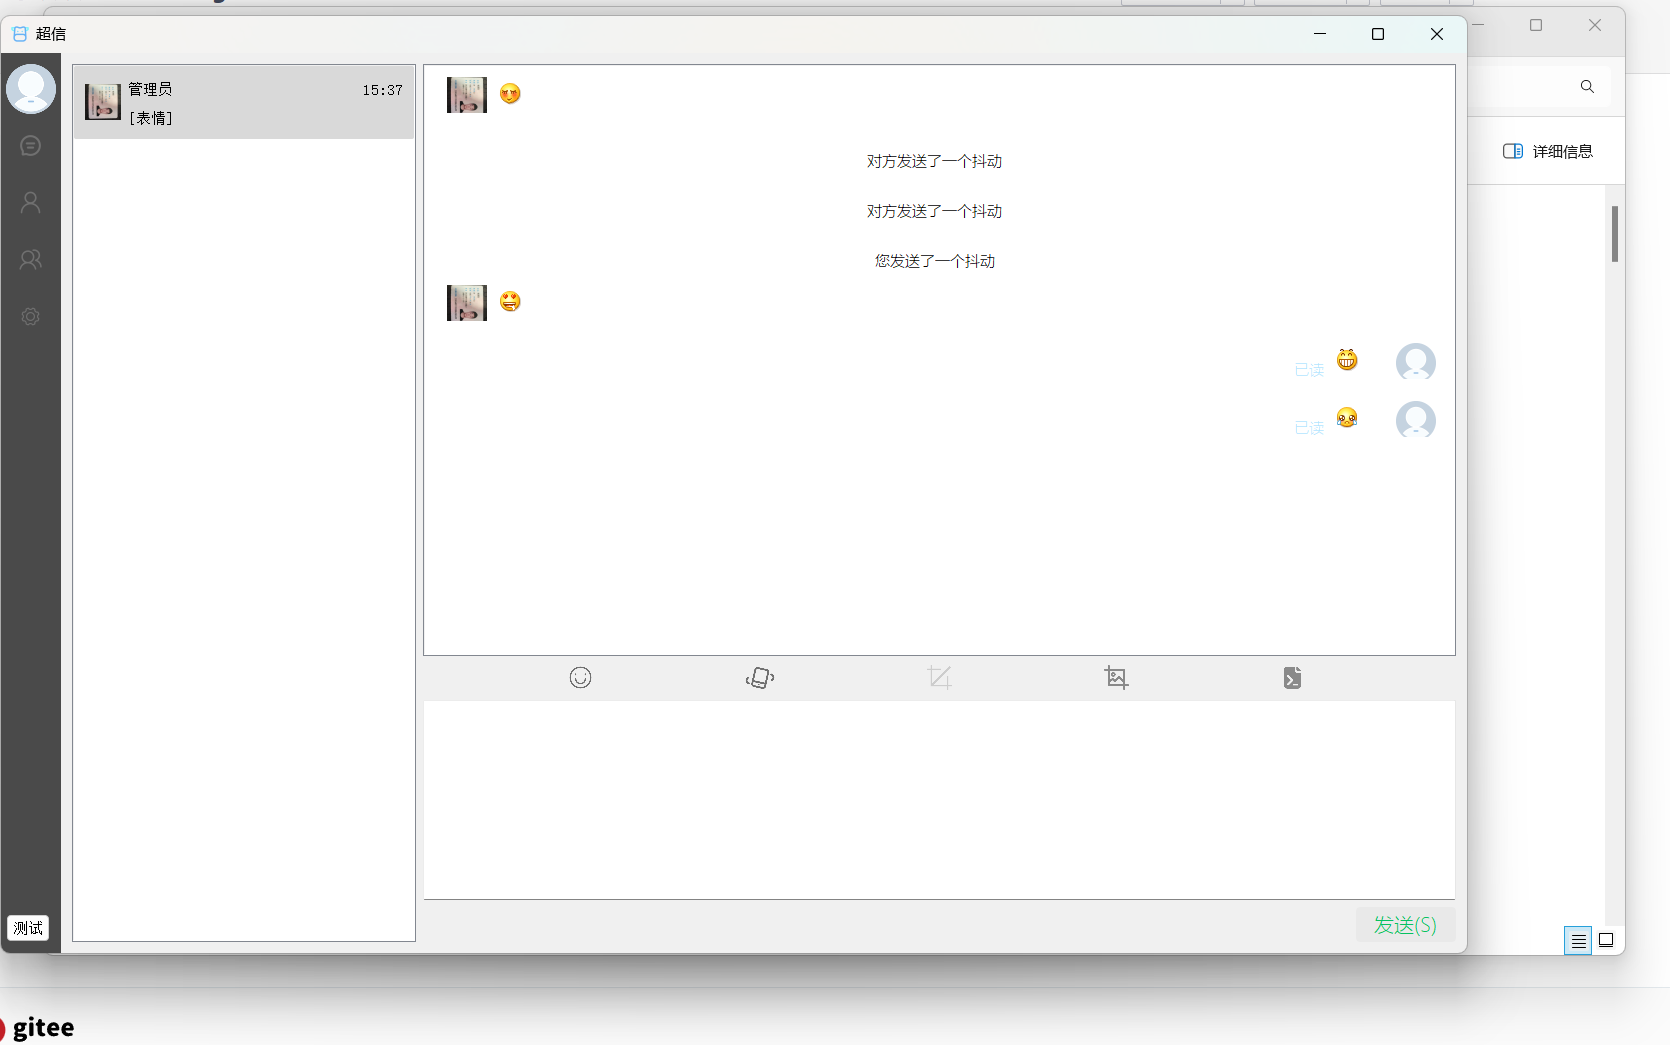 超信
管理员
15:37
[表情]
对方发送了一个抖动
对方发送了一个抖动
您发送了一个抖动
已读
已读
发送(S)
测试
详细信息
gitee